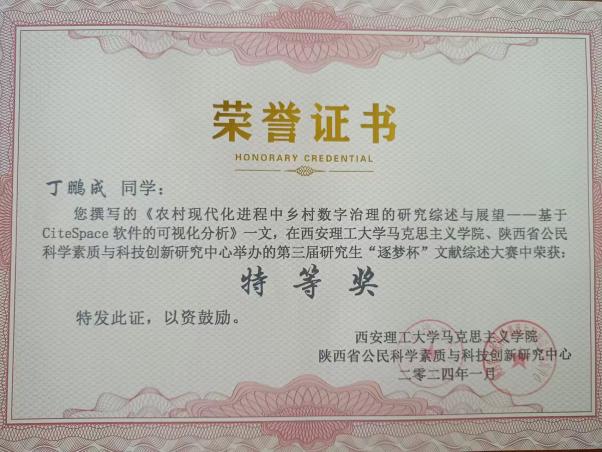 荣誉证书
HONORARY CREDENTIAL
丁鹏成 同学：
您撰写的《农村现代化进程中乡村数字治理的研究综述与展望——基于
CiteSpace 软件的可视化分析》一文，在西安理工大学马克思主义学院、陕西省公民
科学素质与科技创新研究中心举办的第三届研究生“逐梦杯”文献综述大赛中荣获：
特等奖
特发此证，以资鼓励。
西安理工大学马克思主义学院
陕西省公民科学素质与科技创新研究中心
二零二四年一月